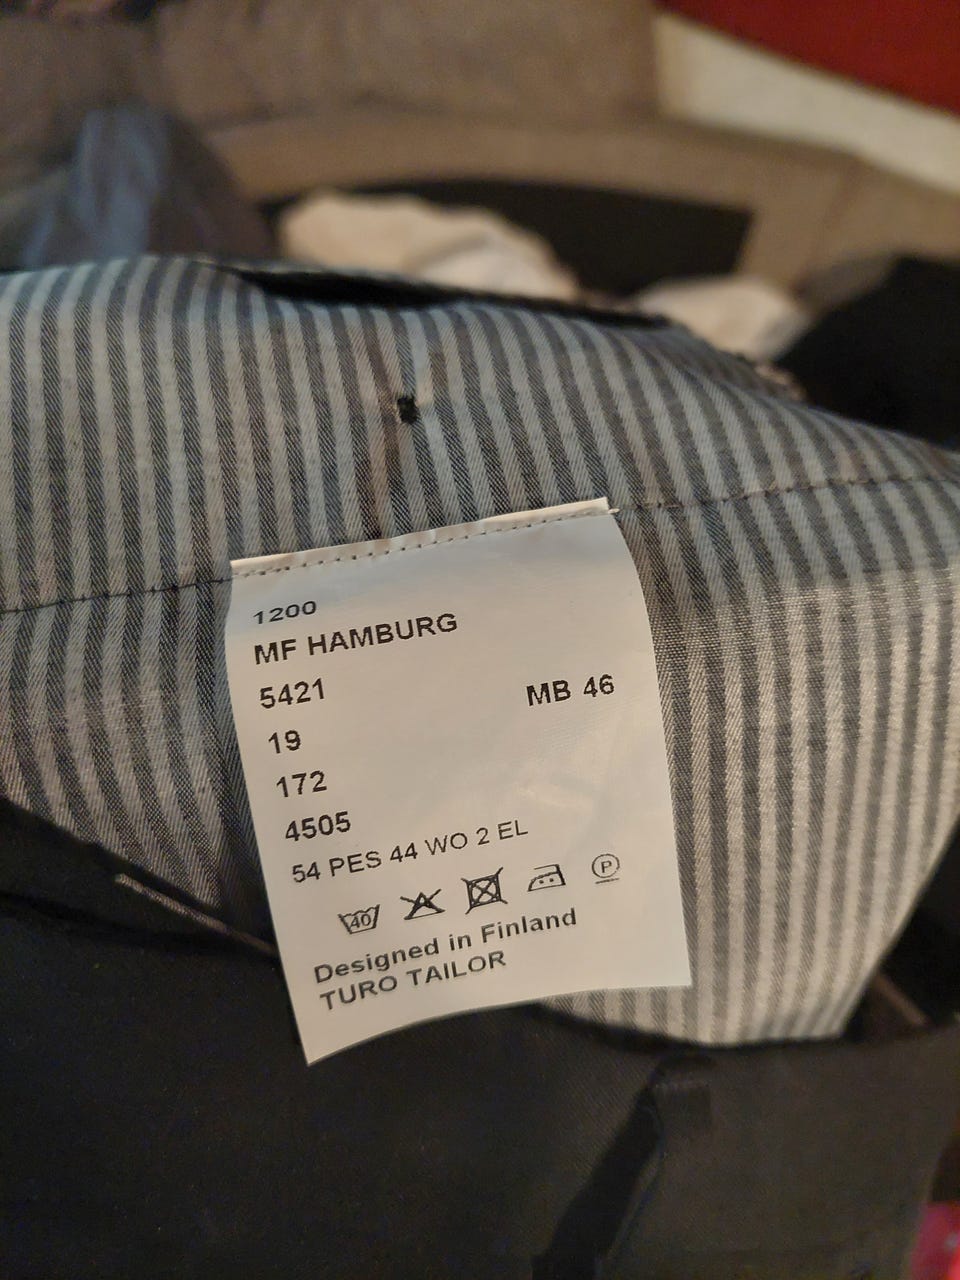 1200
MF HAMBURG
5421 MB 46
19
172
4505
54 PES 44 WO 2 EL
40 P
Designed in Finland
TURO TAILOR